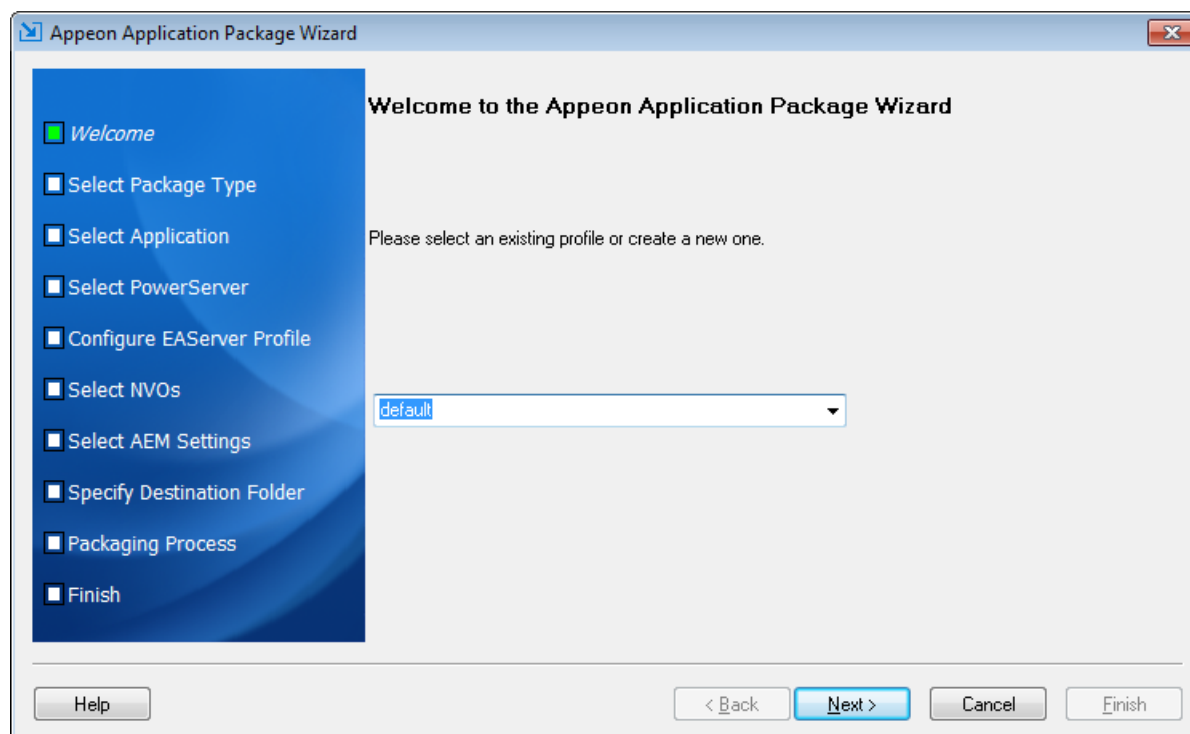 Appeon Application Package Wizard
Welcome
Select Package Type
Select Application
Select PowerServer
Configure EAServer Profile
Select NVOs
Select AEM Settings
Specify Destination Folder
Packaging Process
Finish
Welcome to the Appeon Application Package Wizard
Please select an existing profile or create a new one.
default
Help
< Back
Next >
Cancel
Finish